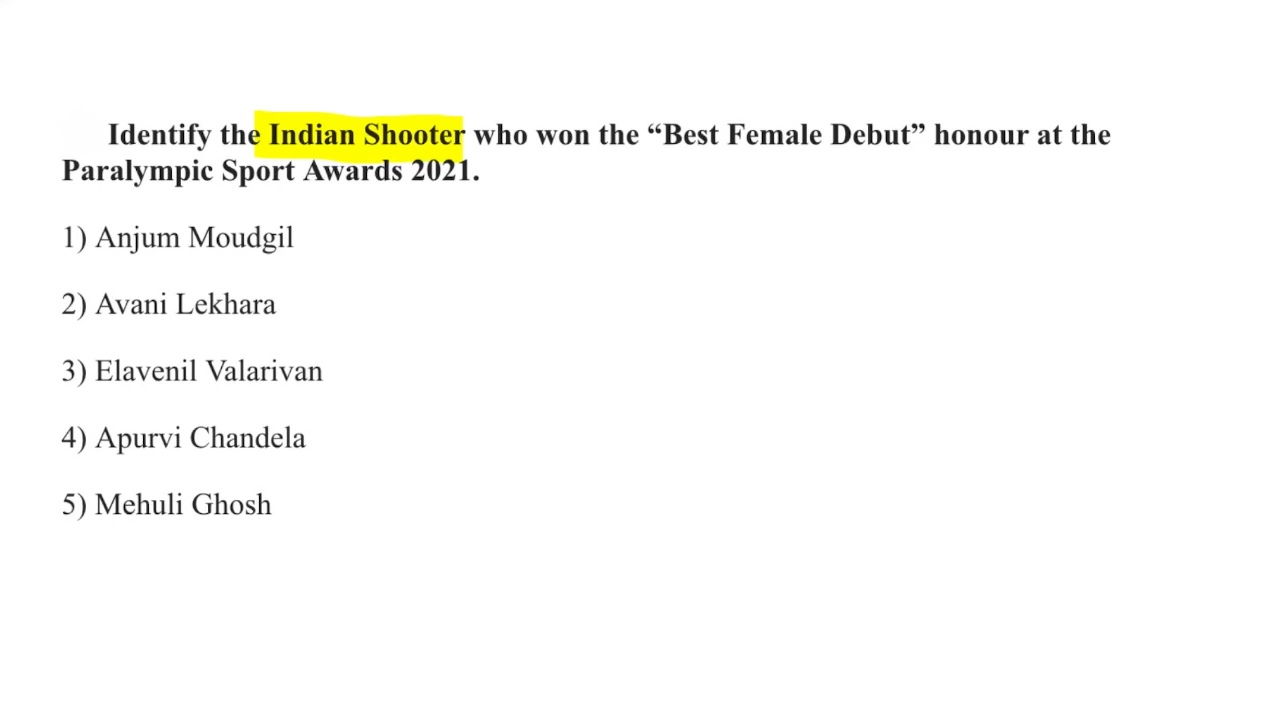 Identify the Indian Shooter who won the “Best Female Debut” honour at the
Paralympic Sport Awards 2021.
1) Anjum Moudgil
2) Avani Lekhara
3) Elavenil Valarivan
4) Apurvi Chandela
5) Mehuli Ghosh